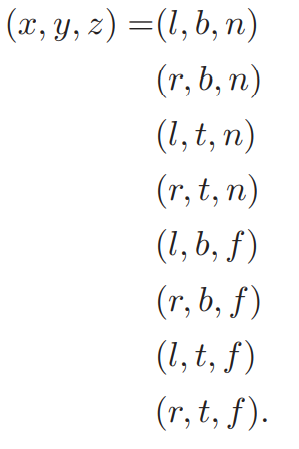 (x, y, z) =(l, b, n)
(r, b, n)
(l, t, n)
(r, t, n)
(l, b, f)
(r, b, f)
(l, t, f)
(r, t, f).